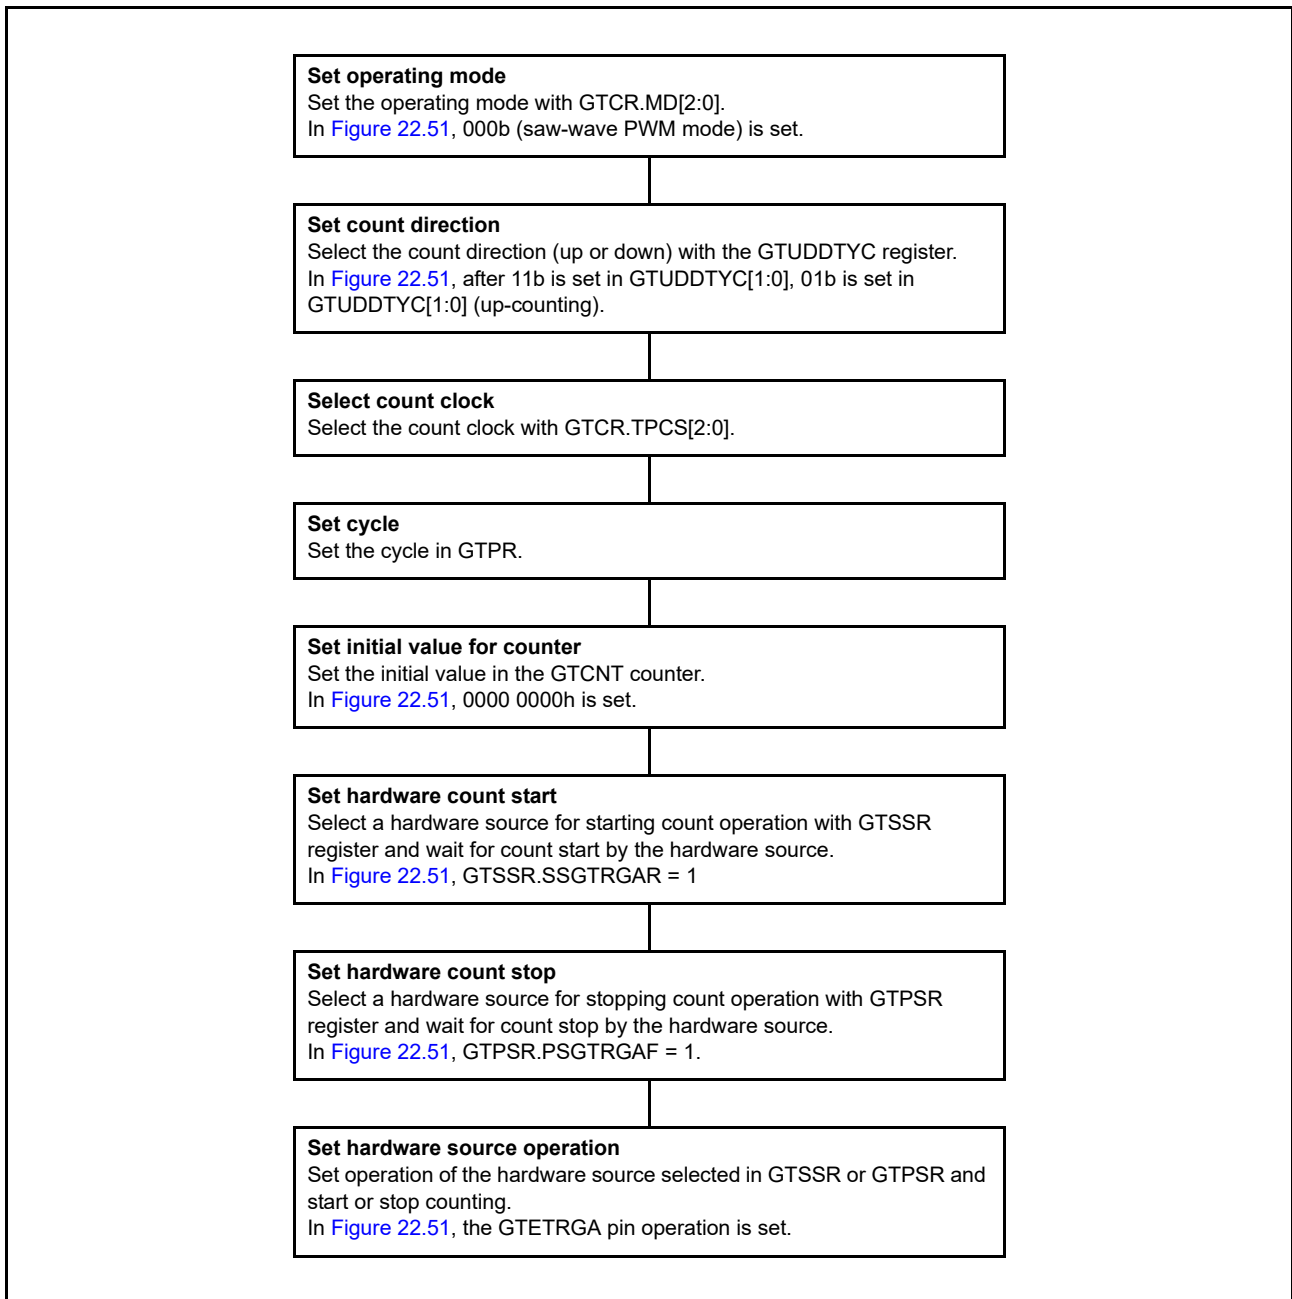 Set operating mode
Set the operating mode with GTCR.MD[2:0].
In Figure 22.51, 000b (saw-wave PWM mode) is set.
Set count direction
Select the count direction (up or down) with the GTUDDTYC register.
In Figure 22.51, after 11b is set in GTUDDTYC[1:0], 01b is set in
GTUDDTYC[1:0] (up-counting).
Select count clock
Select the count clock with GTCR.TPCS[2:0].
Set cycle
Set the cycle in GTPR.
Set initial value for counter
Set the initial value in the GTCNT counter.
In Figure 22.51, 0000 0000h is set.
Set hardware count start
Select a hardware source for starting count operation with GTSSR
register and wait for count start by the hardware source.
In Figure 22.51, GTSSR.SSGTRGAR = 1
Set hardware count stop
Select a hardware source for stopping count operation with GTPSR
register and wait for count stop by the hardware source.
In Figure 22.51, GTPSR.PSGTRGAF = 1.
Set hardware source operation
Set operation of the hardware source selected in GTSSR or GTPSR and
start or stop counting.
In Figure 22.51, the GTETRGA pin operation is set.